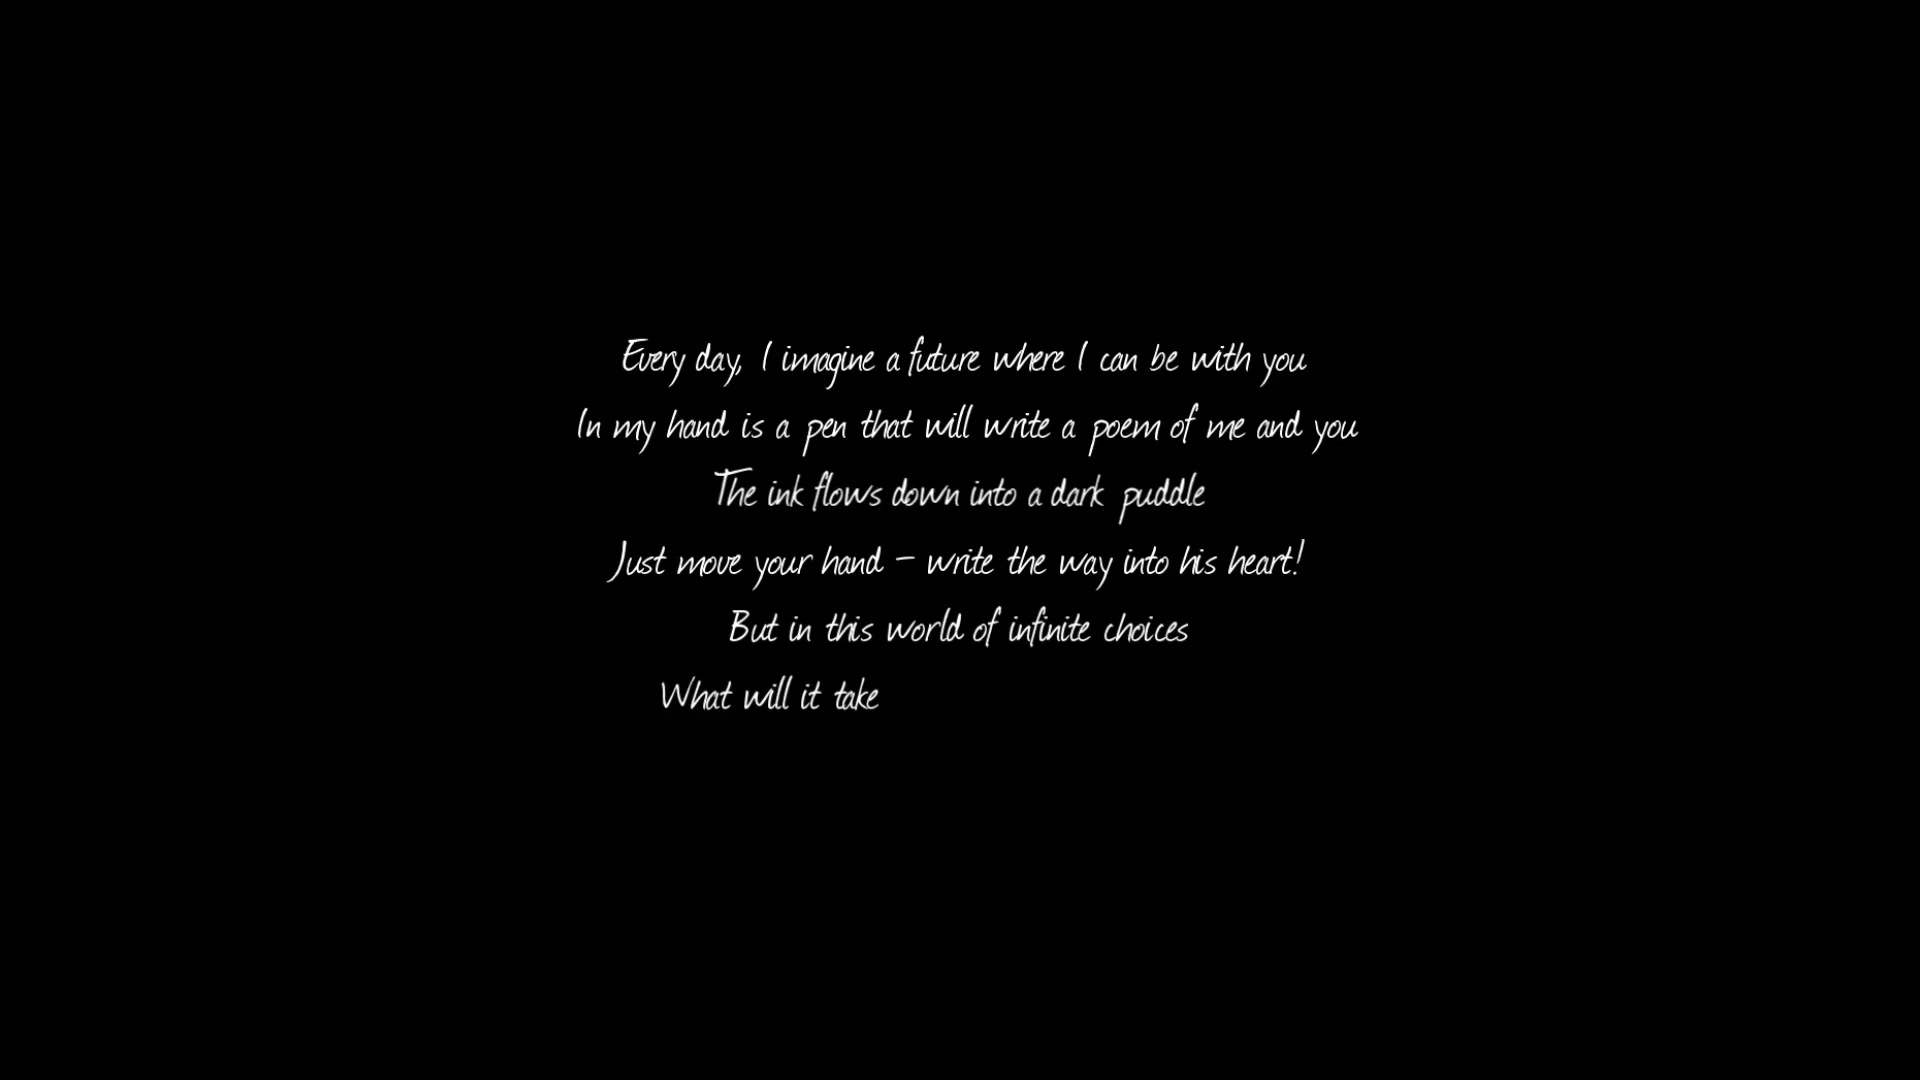 Every day, I imagine a future where I can be with you
In my hand is a pen that will write a poem of me and you
The ink flows down into a dark puddle
Just move your hand - write the way into his heart!
But in this world of infinite choices
What will it take